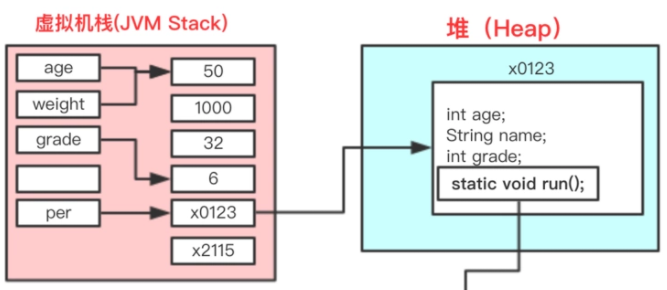 虚拟机栈(JVM Stack)
age
weight
grade
per
50
1000
32
6
x0123
x2115
堆（Heap）
x0123
int age;
String name;
int grade;
static void run();